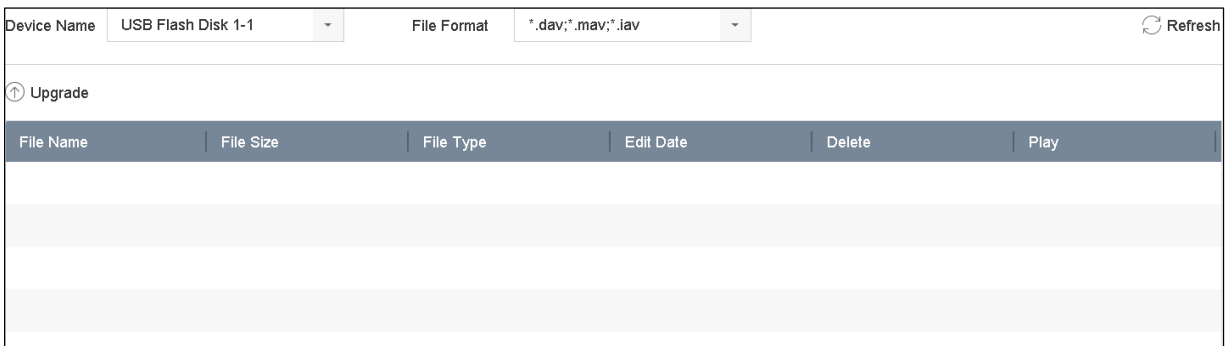 Device Name USB Flash Disk 1-1 File Format *.dav;*.mav;*.iav Refresh
Upgrade
File Name File Size File Type Edit Date Delete Play